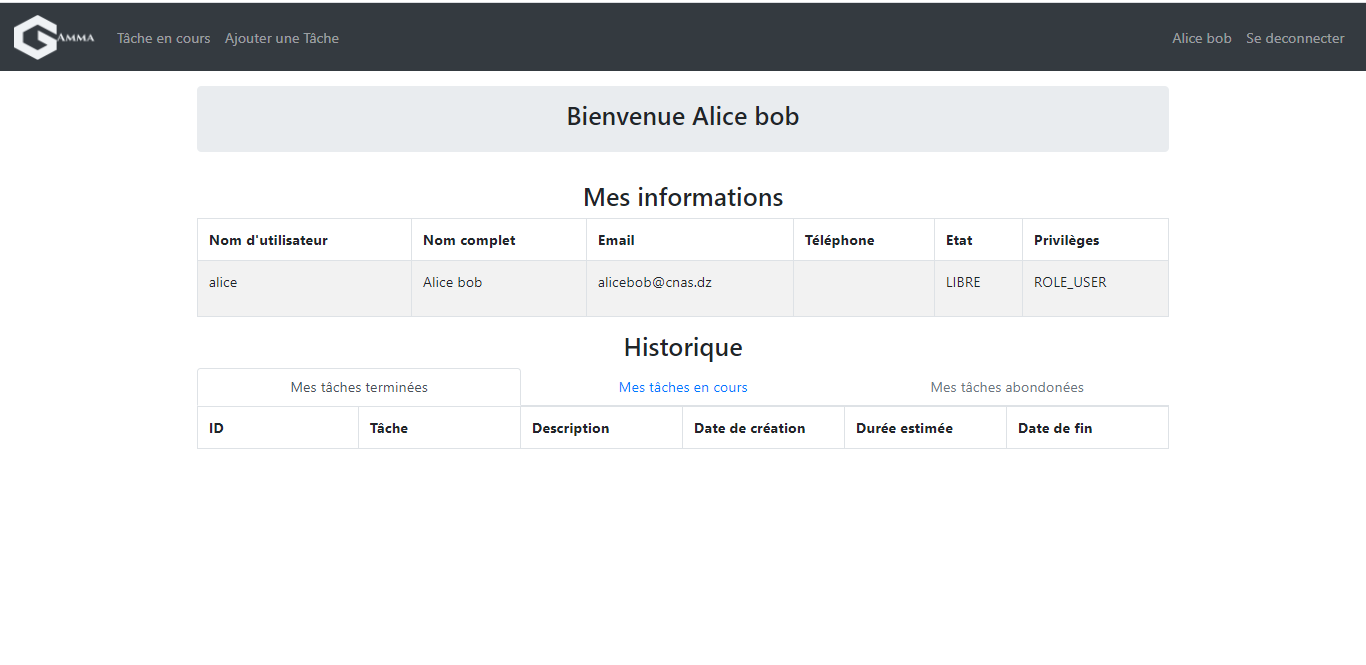 GAMMA Tâche en cours Ajouter une Tâche Alice bob Se deconnecter
Bienvenue Alice bob
Mes informations
Nom d'utilisateur Nom complet Email Téléphone Etat Privilèges
alice Alice bob alicebob@cnas.dz LIBRE ROLE_USER
Historique
Mes tâches terminées Mes tâches en cours Mes tâches abondonées
ID Tâche Description Date de création Durée estimée Date de fin